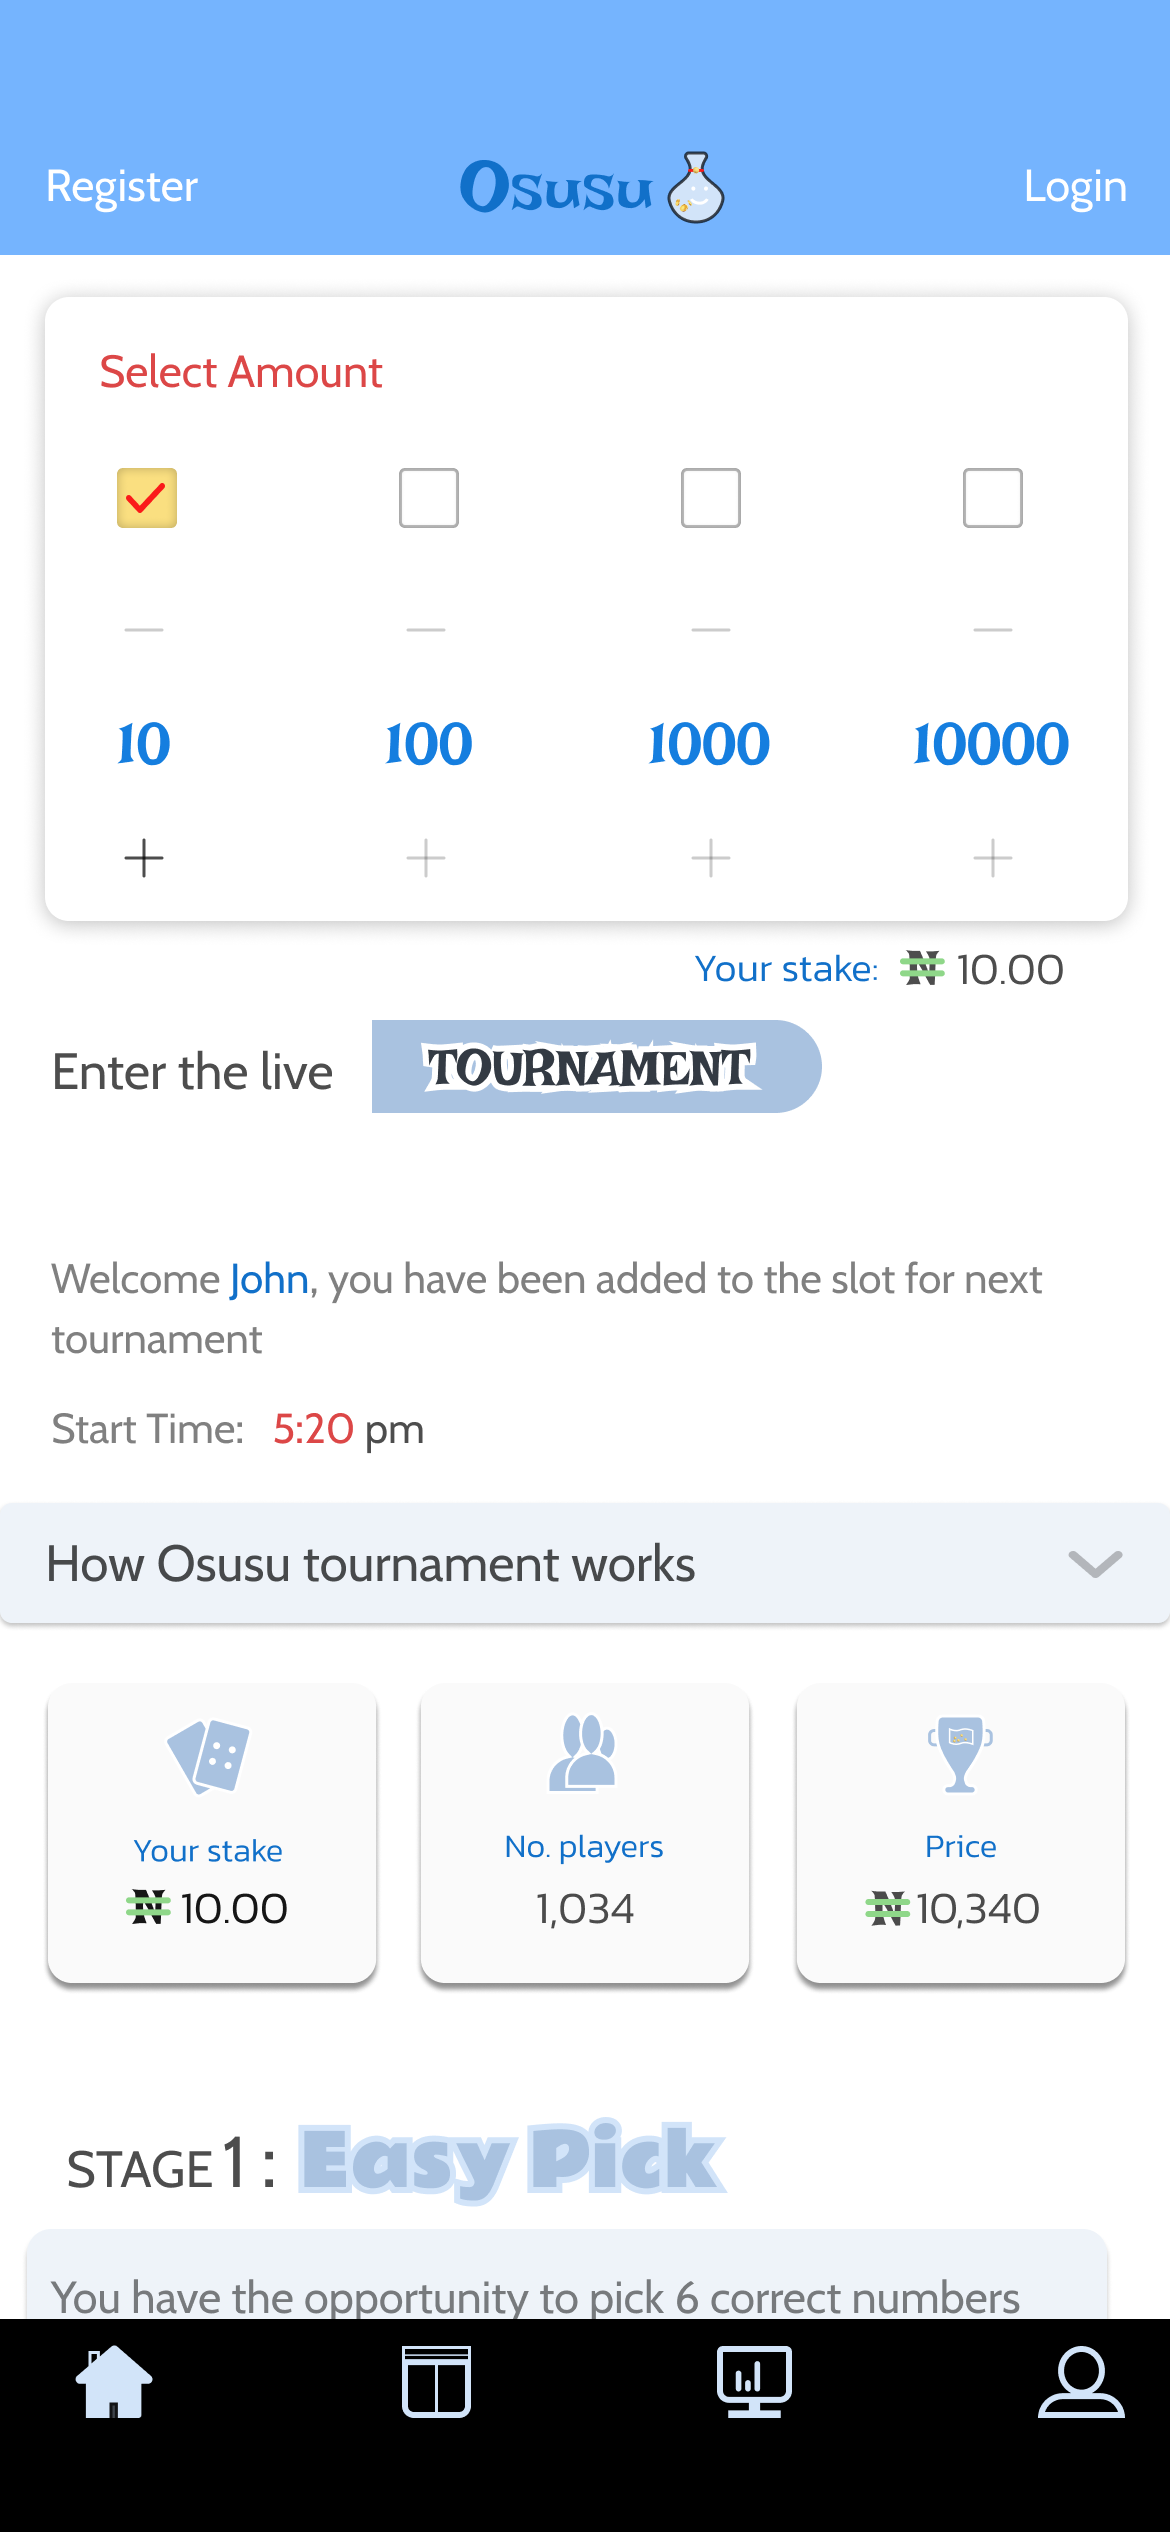 Register Osusu Login
Select Amount
10 100 1000 10000
Your stake: ₦ 10.00
Enter the live TOURNAMENT
Welcome John, you have been added to the slot for next
tournament
Start Time: 5:20 pm
How Osusu tournament works
Your stake No. players Price
₦ 10.00 1,034 ₦ 10,340
STAGE 1 : Easy Pick
You have the opportunity to pick 6 correct numbers